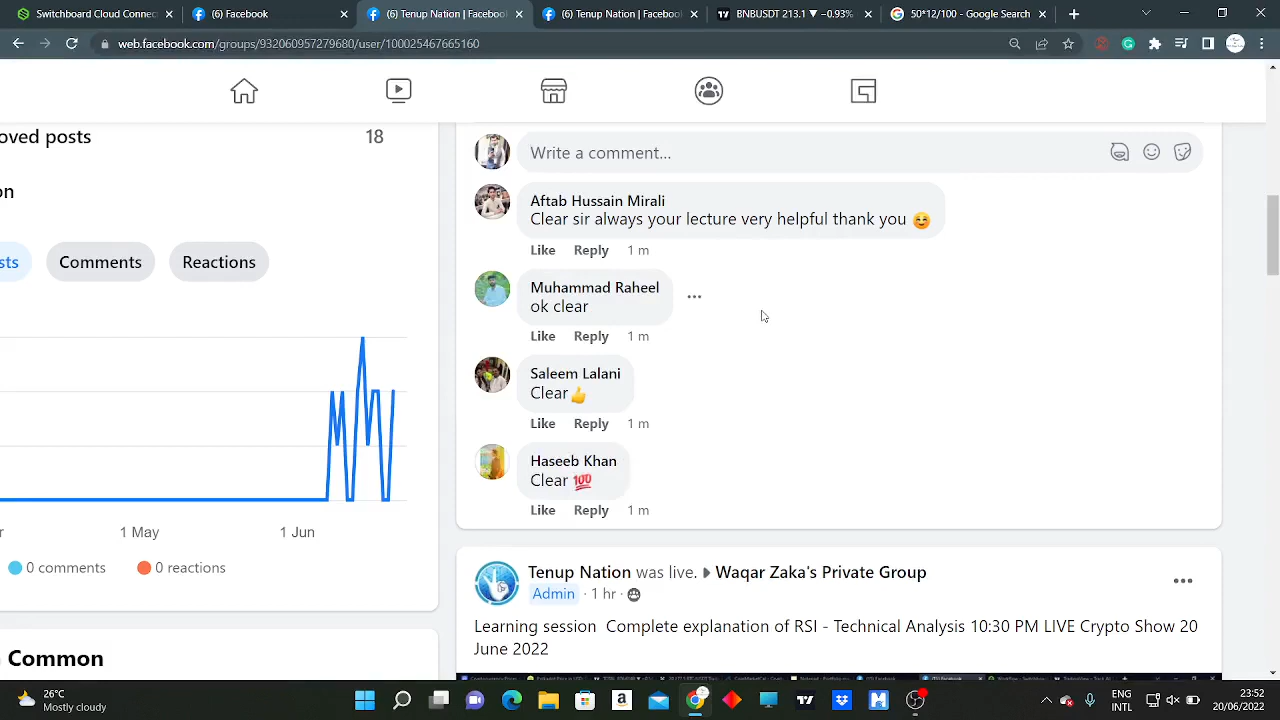 Switchboard Cloud Connect
(6) Facebook
(6) Tenup Nation | Facebook
(6) Tenup Nation | Facebook
BNBUSDT 213.1 ▼ −0.93%
50*12/100 - Google Search
web.facebook.com/groups/932060957279680/user/100025467665160
oved posts
18
on
sts
Comments
Reactions
r
1 May
1 Jun
0 comments
0 reactions
Common
Write a comment...
Aftab Hussain Mirali
Clear sir always your lecture very helpful thank you 😊
Like Reply 1 m
Muhammad Raheel
ok clear
Like Reply 1 m
Saleem Lalani
Clear👍
Like Reply 1 m
Haseeb Khan
Clear 💯
Like Reply 1 m
Tenup Nation was live. ▶ Waqar Zaka's Private Group
Admin · 1 hr ·
Learning session Complete explanation of RSI - Technical Analysis 10:30 PM LIVE Crypto Show 20
June 2022
26°C
Mostly cloudy
ENG
INTL
23:52
20/06/2022